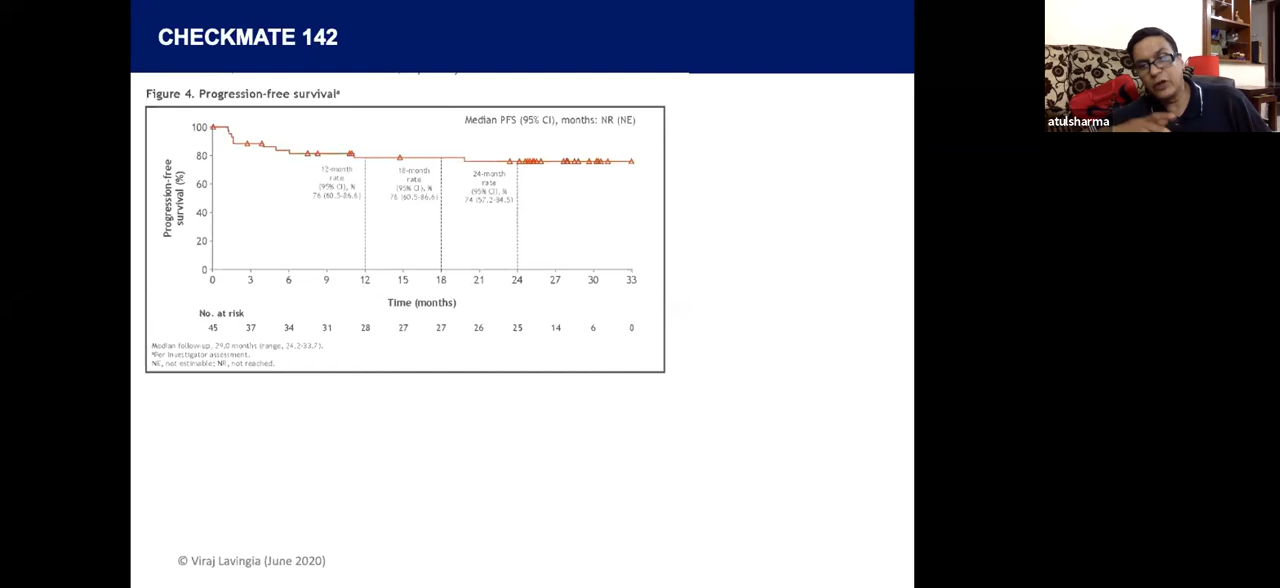 CHECKMATE 142
atulsharma
Figure 4. Progression-free survivalª
Median PFS (95% CI), months: NR (NE)
Progression-free
survival (%)
100
80
60
40
20
0
12-month
rate
(95% CI), %
76 (60.5-86.6)
18-month
rate
(95% CI), %
76 (60.5-86.6)
24-month
rate
(95% CI), %
74 (57.2-84.5)
0 3 6 9 12 15 18 21 24 27 30 33
Time (months)
No. at risk
45 37 34 31 28 27 27 26 25 14 6 0
Median follow-up, 29.0 months (range, 24.2-33.7).
ªPer investigator assessment.
NE, not estimable; NR, not reached.
© Viraj Lavingia (June 2020)